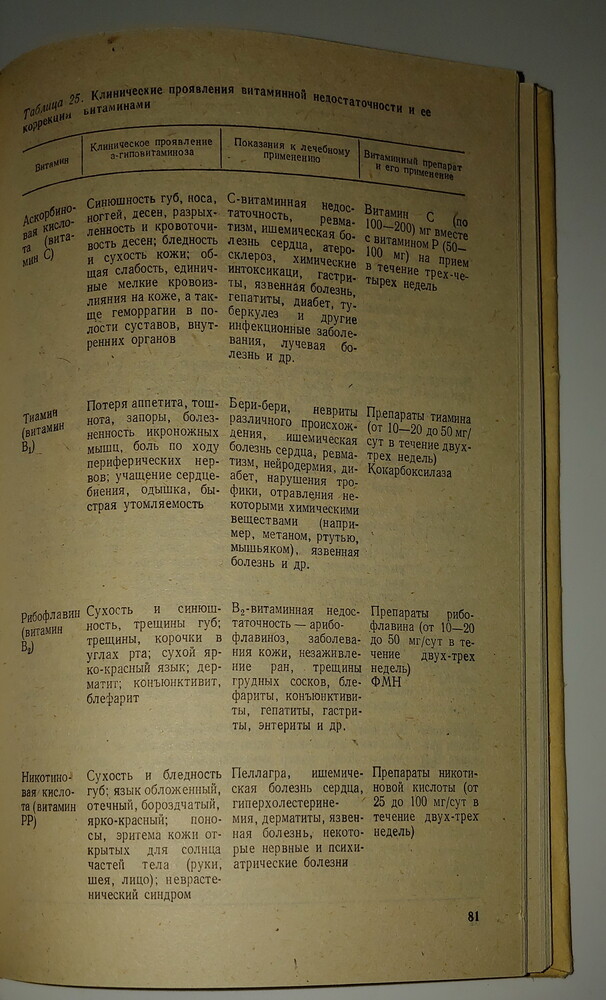 Таблица 25. Клинические проявления витаминной недостаточности и ее
коррекция витаминами
Витамин
Клиническое проявление
а-гиповитаминоза
Показания к лечебному
применению
Витаминный препарат
и его применение
Аскорбино-
вая кисло-
та (вита-
мин С)
Синюшность губ, носа,
ногтей, десен, разрых-
ленность и кровоточи-
вость десен; бледность
и сухость кожи; об-
щая слабость, единич-
ные мелкие кровоиз-
лияния на коже, а так-
ще геморрагии в по-
лости суставов, внут-
ренних органов
С-витаминная недос-
таточность, ревма-
тизм, ишемическая бо-
лезнь сердца, атеро-
склероз, химические
интоксикаци, гастри-
ты, язвенная болезнь,
гепатиты, диабет, ту-
беркулез и другие
инфекционные заболе-
вания, лучевая бо-
лезнь и др.
Витамин С (по
100—200) мг вместе
с витамином Р (50—
100 мг) на прием
в течение трех-че-
тырех недель
Тиамин
(витамин
В₁)
Потеря аппетита, тош-
нота, запоры, болез-
ненность икроножных
мышц, боль по ходу
периферических нер-
вов; учащение сердце-
биения, одышка, бы-
страя утомляемость
Бери-бери, невриты
различного происхож-
дения, ишемическая
болезнь сердца, ревма-
тизм, нейродермия, ди-
абет, нарушения тро-
фики, отравления не-
которыми химическими
веществами (напри-
мер, метаном, ртутью,
мышьяком), язвенная
болезнь и др.
Препараты тиамина
(от 10—20 до 50 мг/
сут в течение двух-
трех недель)
Кокарбоксилаза
Рибофлавин
(витамин
В₂)
Сухость и синюш-
ность, трещины губ;
трещины, корочки в
углах рта; сухой яр-
ко-красный язык; дер-
матит; конъюнктивит,
блефарит
В₂-витаминная недос-
таточность — арибо-
флавиноз, заболева-
ния кожи, незаживле-
ние ран, трещины
грудных сосков, бле-
фариты, конъюнктиви-
ты, гепатиты, гастри-
ты, энтериты и др.
Препараты рибо-
флавина (от 10—20
до 50 мг/сут в те-
чение двух-трех
недель)
ФМН
Никотино-
вая кисло-
та (витамин
РР)
Сухость и бледность
губ; язык обложенный,
отечный, бороздчатый,
ярко-красный; поно-
сы, эритема кожи от-
крытых для солнца
частей тела (руки,
шея, лицо); неврасте-
нический синдром
Пеллагра, ишемиче-
ская болезнь сердца,
гиперхолестерине-
мия, дерматиты, язвен-
ная болезнь, некото-
рые нервные и психи-
атрические болезни
Препараты никоти-
новой кислоты (от
25 до 100 мг/сут в
течение двух-трех
недель)
81